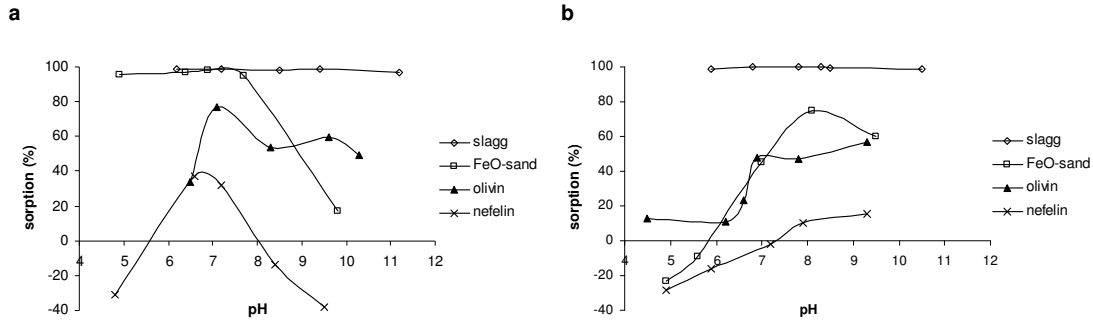 a
100
80
60
40
20
0
-20
-40
4 5 6 7 8 9 10 11 12
sorption (%)
pH
slagg
FeO-sand
olivin
nefelin
b
100
80
60
40
20
0
-20
-40
4 5 6 7 8 9 10 11 12
sorption (%)
pH
slagg
FeO-sand
olivin
nefelin